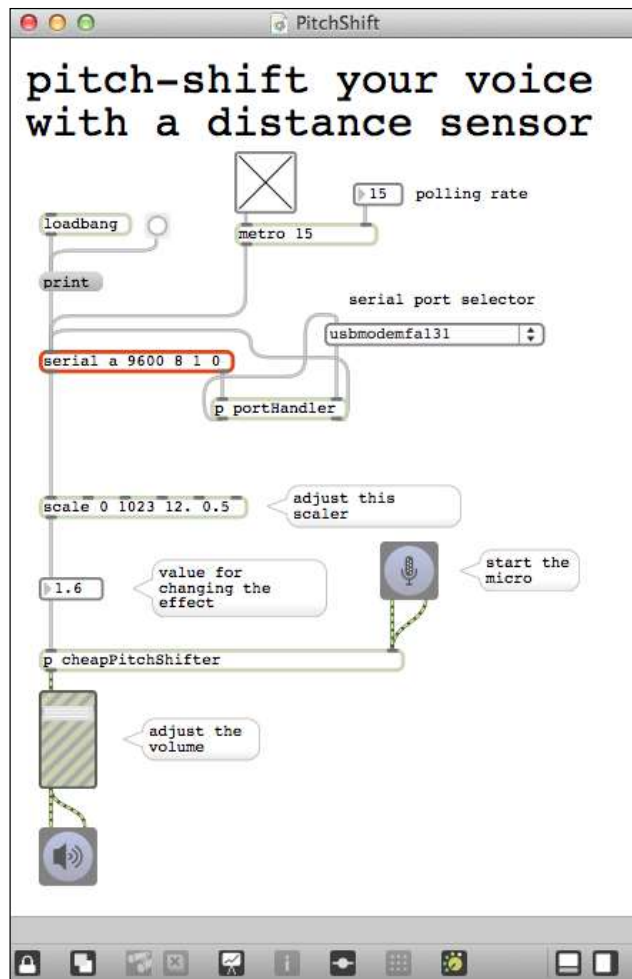 PitchShift
pitch-shift your voice
with a distance sensor
15
polling rate
loadbang
metro 15
print
serial port selector
usbmodemfa131
serial a 9600 8 1 0
p portHandler
scale 0 1023 12. 0.5
adjust this
scaler
1.6
value for
changing the
effect
start the
micro
p cheapPitchShifter
adjust the
volume